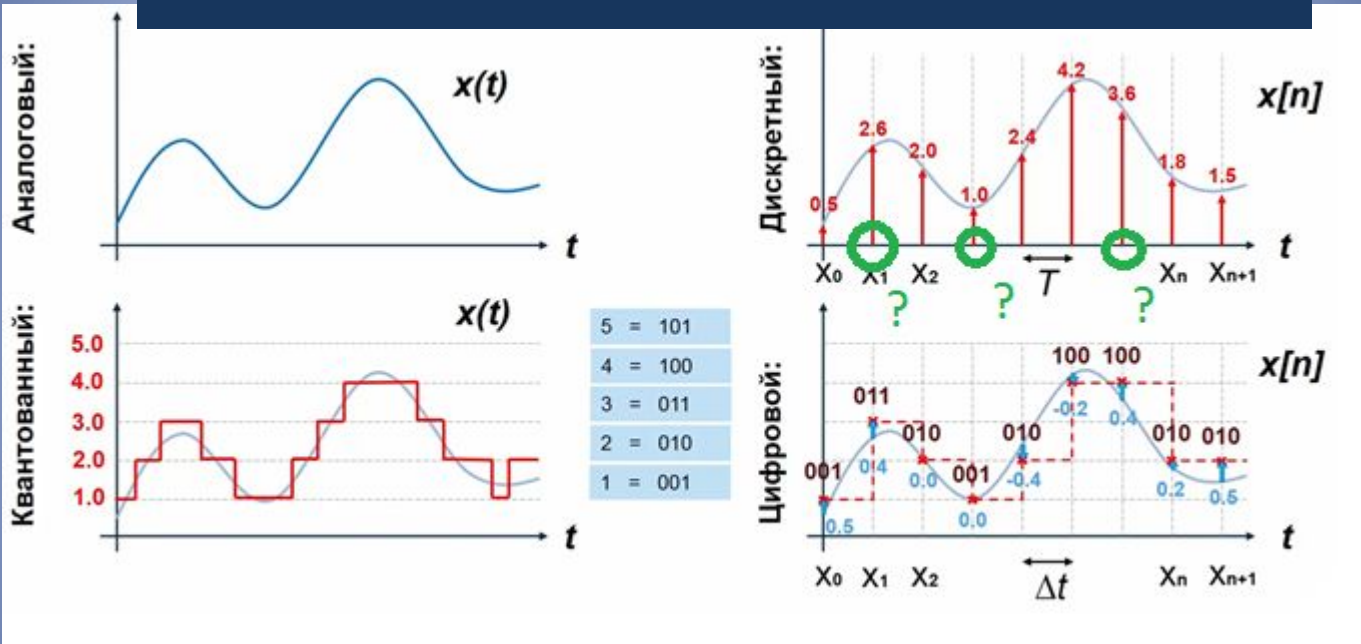 Аналоговый:
x(t)
t
Дискретный:
x[n]
0.5
2.6
2.0
1.0
2.4
4.2
3.6
1.8
1.5
t
X0 X1 X2 T Xn Xn+1
? ? ?
Квантованный:
x(t)
5.0
4.0
3.0
2.0
1.0
t
5 = 101
4 = 100
3 = 011
2 = 010
1 = 001
Цифровой:
x[n]
001 011 010 001 010 100 100 010 010
0.5 0.4 0.0 0.0 -0.4 -0.2 0.4 0.2 0.5
t
X0 X1 X2 Δt Xn Xn+1